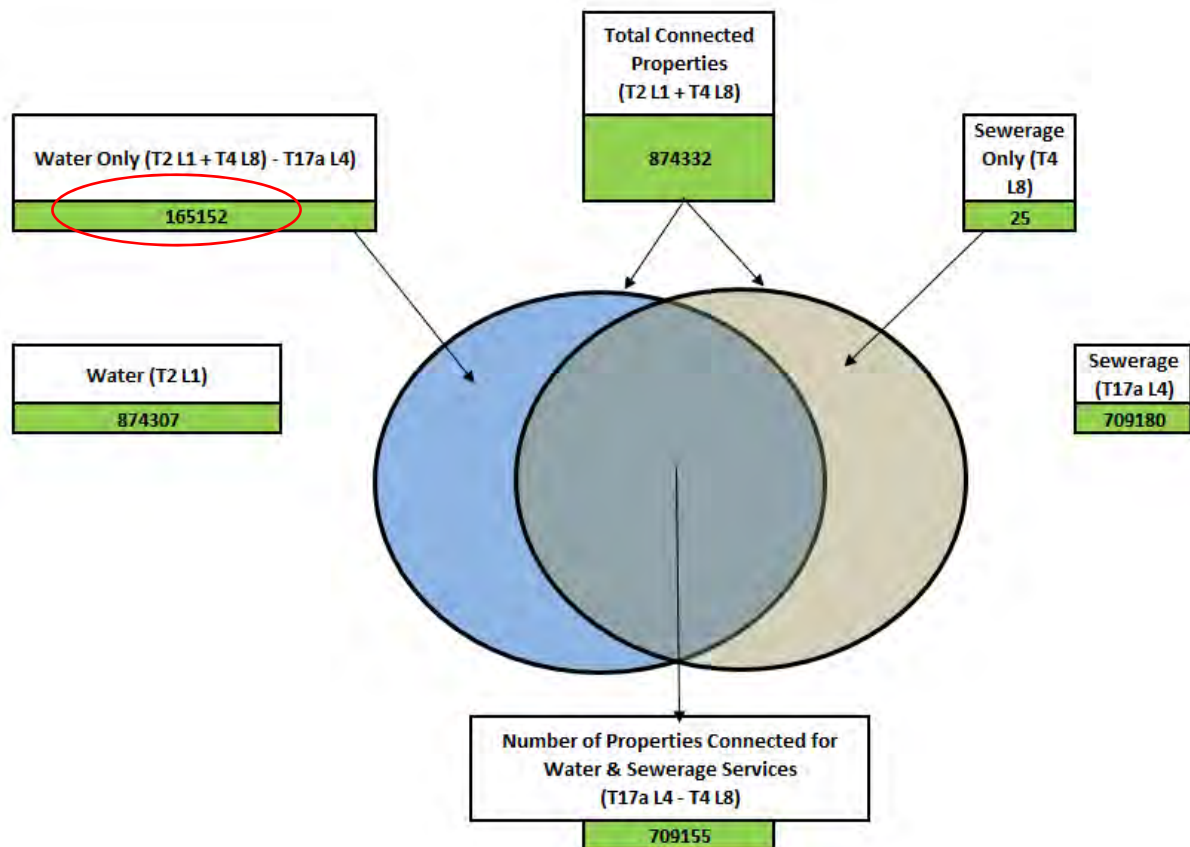 Total Connected
Properties
(T2 L1 + T4 L8)
874332
Water Only (T2 L1 + T4 L8) - T17a L4)
165152
Sewerage
Only (T4
L8)
25
Water (T2 L1)
874307
Sewerage
(T17a L4)
709180
Number of Properties Connected for
Water & Sewerage Services
(T17a L4 - T4 L8)
709155